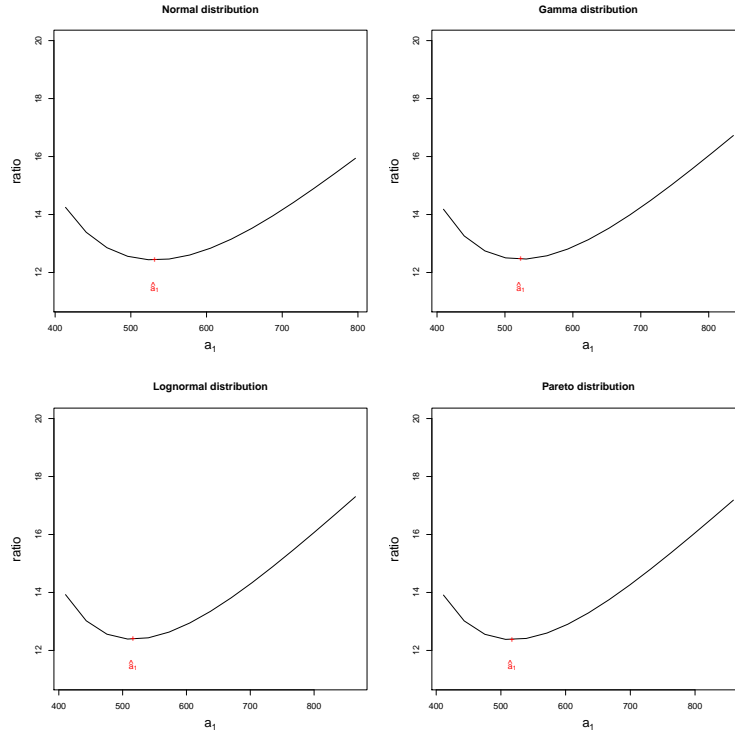 Normal distribution
ratio
20
18
16
14
12
400 500 600 700 800
â₁
a₁
Gamma distribution
ratio
20
18
16
14
12
400 500 600 700 800
â₁
a₁
Lognormal distribution
ratio
20
18
16
14
12
400 500 600 700 800
â₁
a₁
Pareto distribution
ratio
20
18
16
14
12
400 500 600 700 800
â₁
a₁